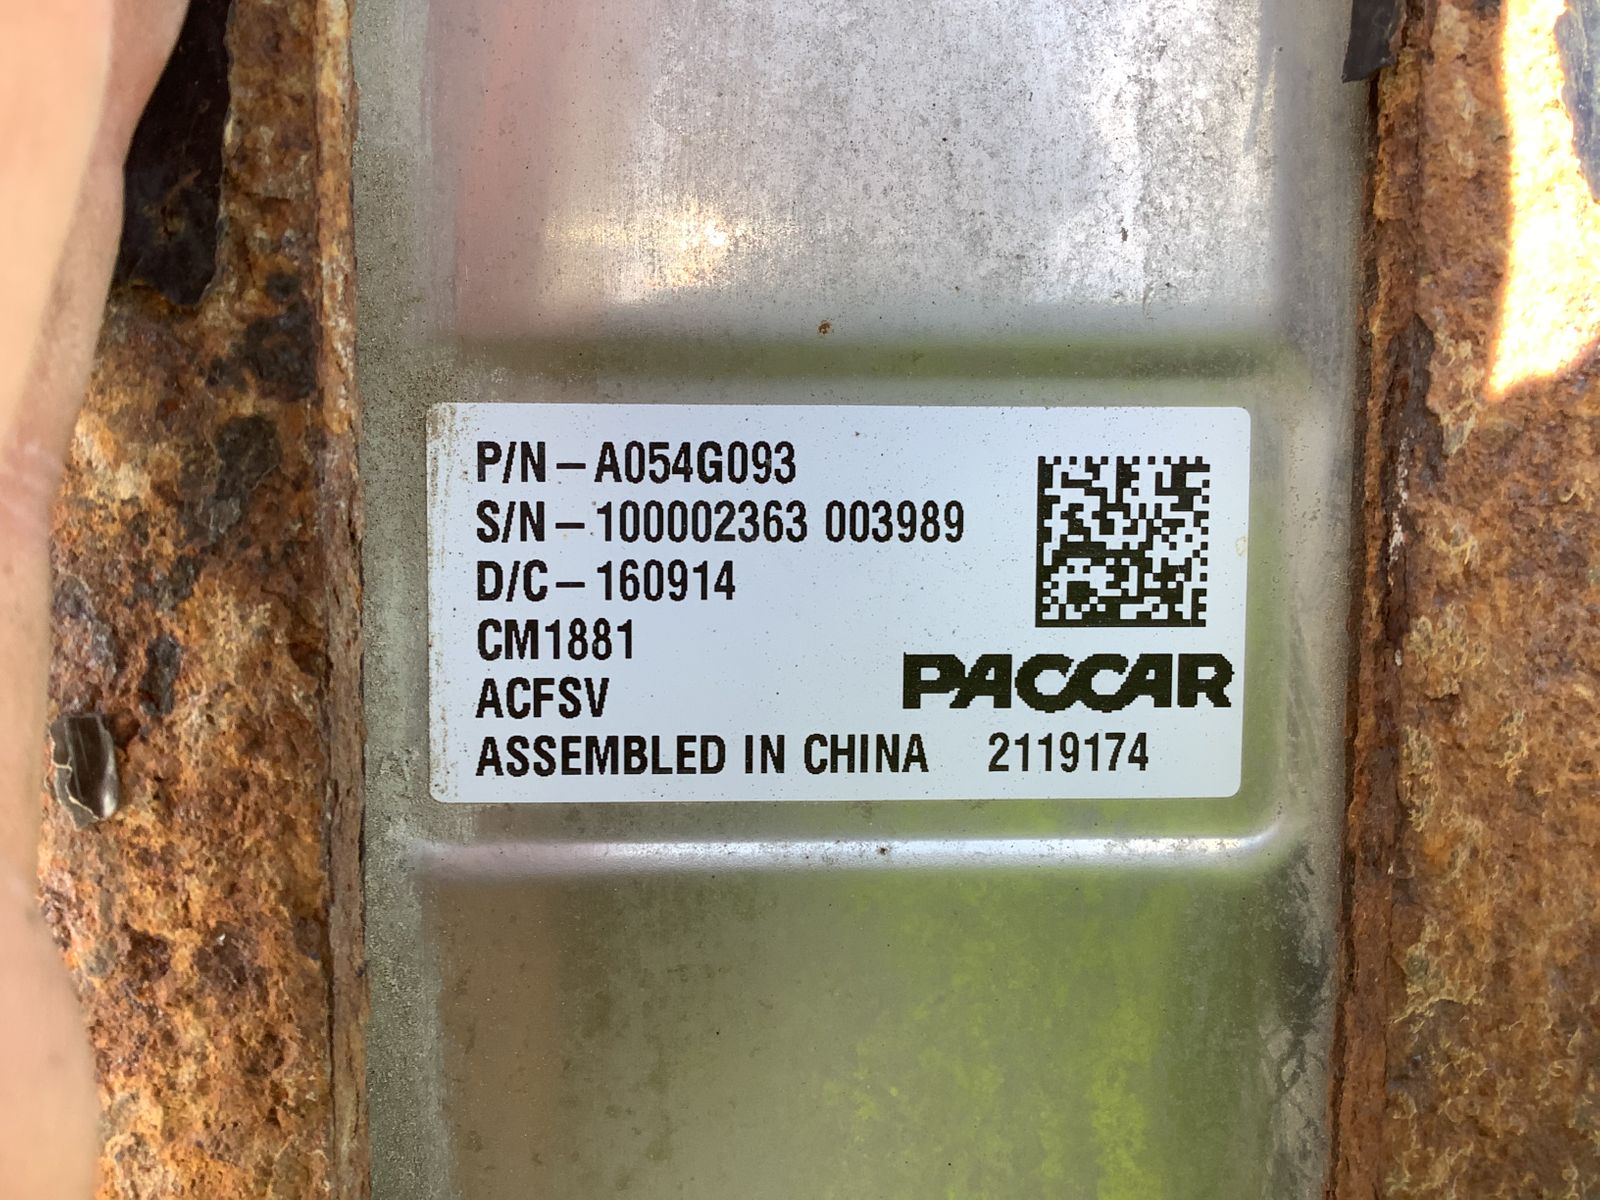 P/N – A054G093
S/N – 100002363 003989
D/C – 160914
CM1881
ACFSV
PACCAR
ASSEMBLED IN CHINA 2119174